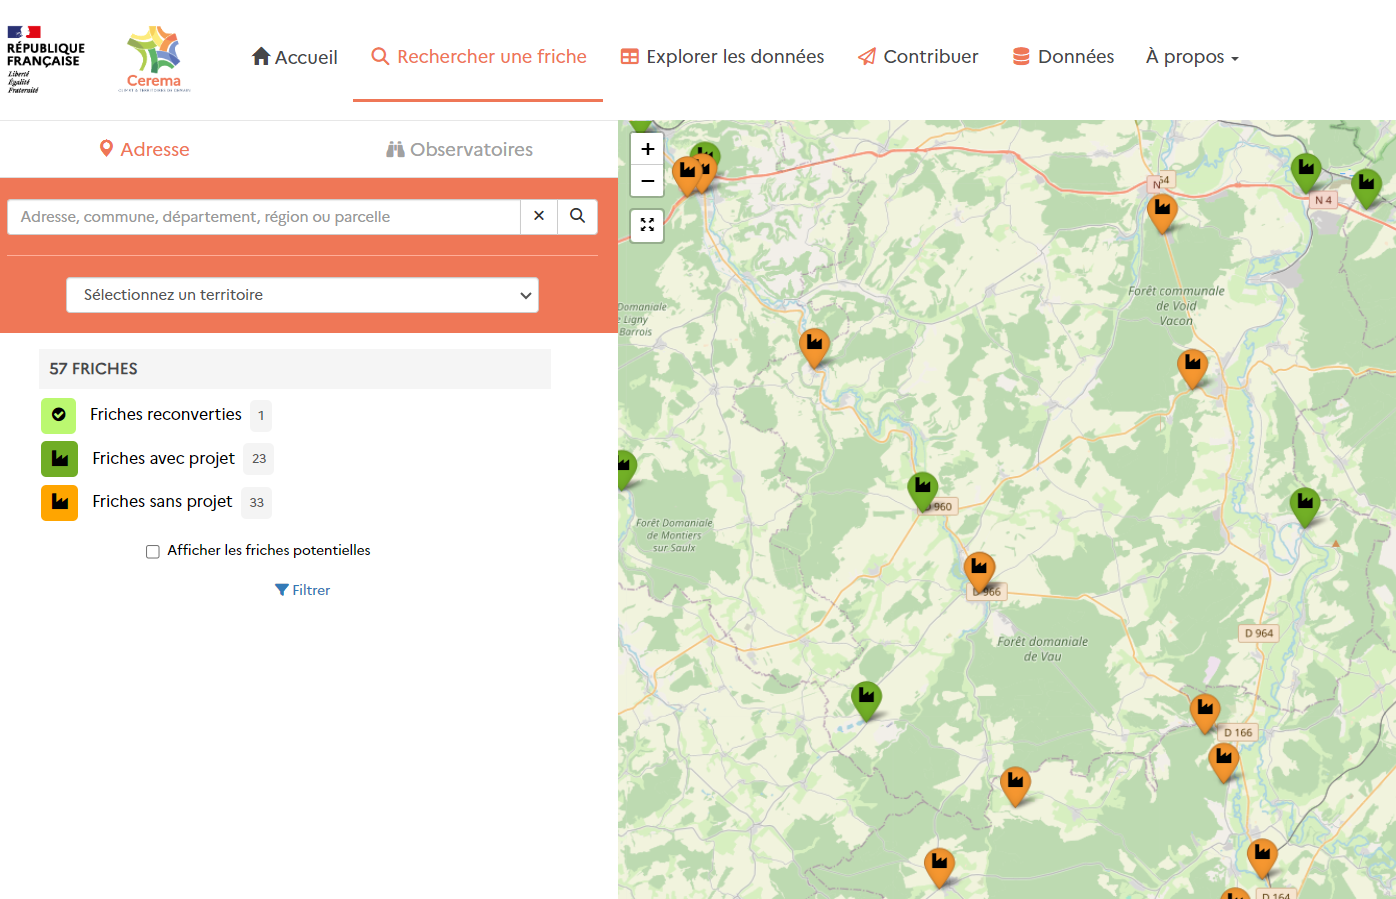 RÉPUBLIQUE
FRANÇAISE
Liberté
Égalité
Fraternité
Cerema
Accueil
Rechercher une friche
Explorer les données
Contribuer
Données
À propos
Adresse
Observatoires
Adresse, commune, département, région ou parcelle
Sélectionnez un territoire
57 FRICHES
Friches reconverties 1
Friches avec projet 23
Friches sans projet 33
Afficher les friches potentielles
Filtrer
+
−
N 4
Forêt communale
de Void
Vacon
Domaniale
Ligny
Barrois
960
Forêt Domaniale
de Montiers
sur Saulx
D 966
D 964
Forêt domaniale
de Vau
D 166
D 164